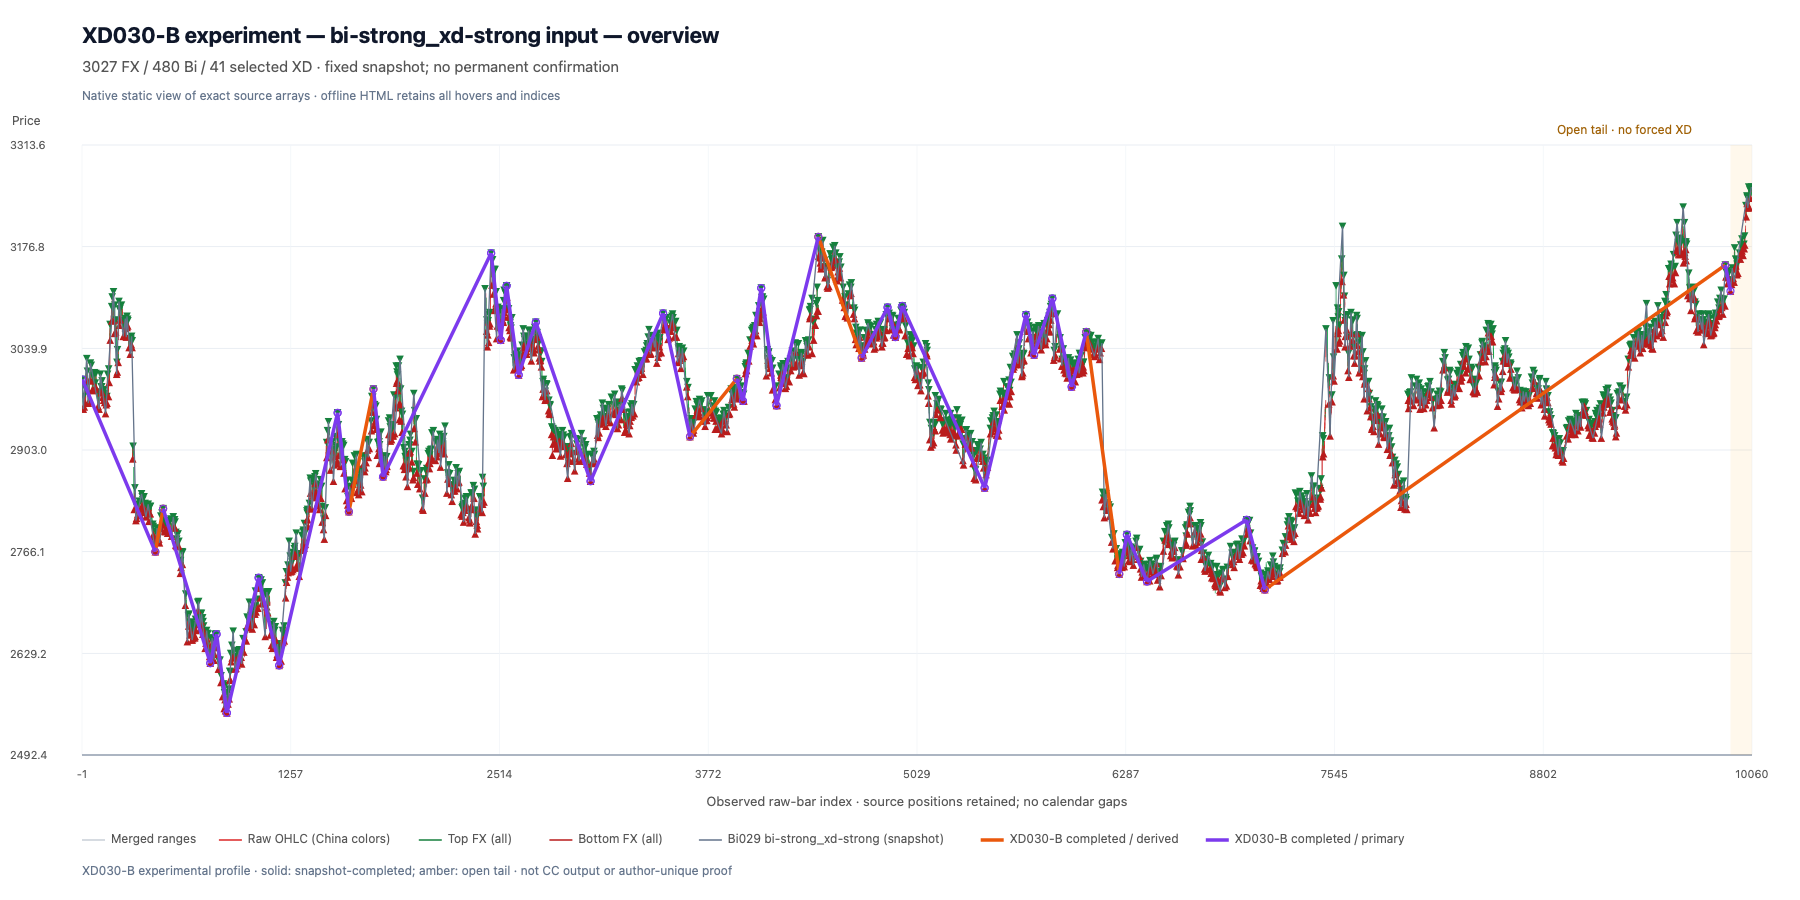 XD030-B experiment — bi-strong_xd-strong input — overview
3027 FX / 480 Bi / 41 selected XD · fixed snapshot; no permanent confirmation
Native static view of exact source arrays · offline HTML retains all hovers and indices
Price
Open tail · no forced XD
3313.6
3176.8
3039.9
2903.0
2766.1
2629.2
2492.4
-1 1257 2514 3772 5029 6287 7545 8802 10060
Observed raw-bar index · source positions retained; no calendar gaps
Merged ranges Raw OHLC (China colors) Top FX (all) Bottom FX (all) Bi029 bi-strong_xd-strong (snapshot) XD030-B completed / derived XD030-B completed / primary
XD030-B experimental profile · solid: snapshot-completed; amber: open tail · not CC output or author-unique proof